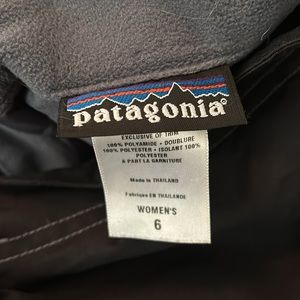 patagonia®
EXCLUSIVE OF TRIM
100% POLYAMIDE • DOUBLURE
100% POLYESTER • ISOLANT 100%
POLYESTER
À PART LA GARNITURE
Made in THAILAND
Fabriqué EN THAILANDE
WOMEN'S
6